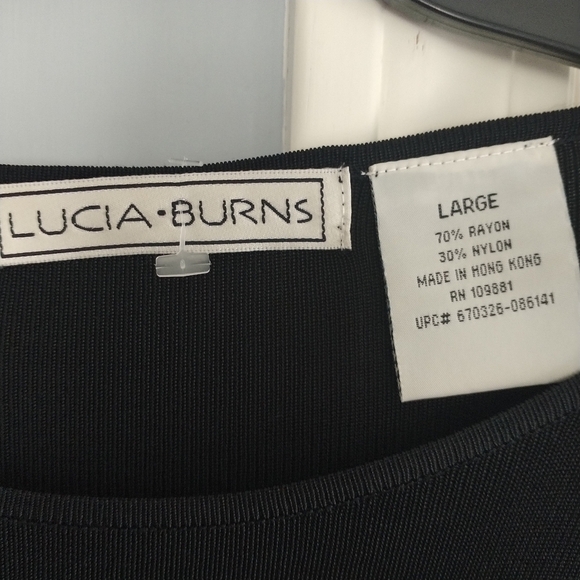 LUCIA•BURNS
LARGE
70% RAYON
30% NYLON
MADE IN HONG KONG
RN 109881
UPC# 670326-086141